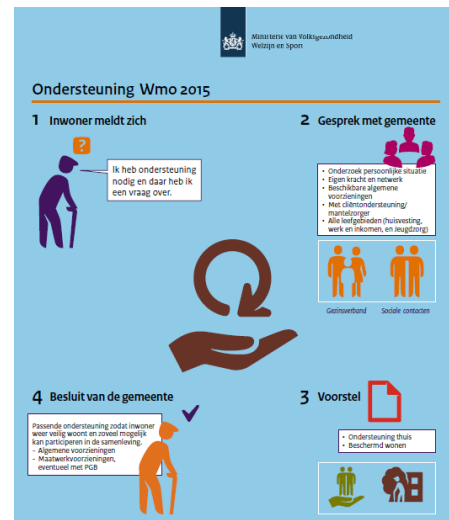 Ministerie van Volksgezondheid
Welzijn en Sport
Ondersteuning Wmo 2015
1 Inwoner meldt zich
?
Ik heb ondersteuning
nodig en daar heb ik
een vraag over.
2 Gesprek met gemeente
• Onderzoek persoonlijke situatie
• Eigen kracht en netwerk
• Beschikbare algemene
voorzieningen
• Met cliëntondersteuning/
mantelzorger
• Alle leefgebieden (huisvesting,
werk en inkomen, en Jeugdzorg)
Gezinsverband Sociale contacten
3 Voorstel
• Ondersteuning thuis
• Beschermd wonen
4 Besluit van de gemeente
Passende ondersteuning zodat inwoner
weer veilig woont en zoveel mogelijk
kan participeren in de samenleving.
- Algemene voorzieningen
- Maatwerkvoorzieningen,
eventueel met PGB